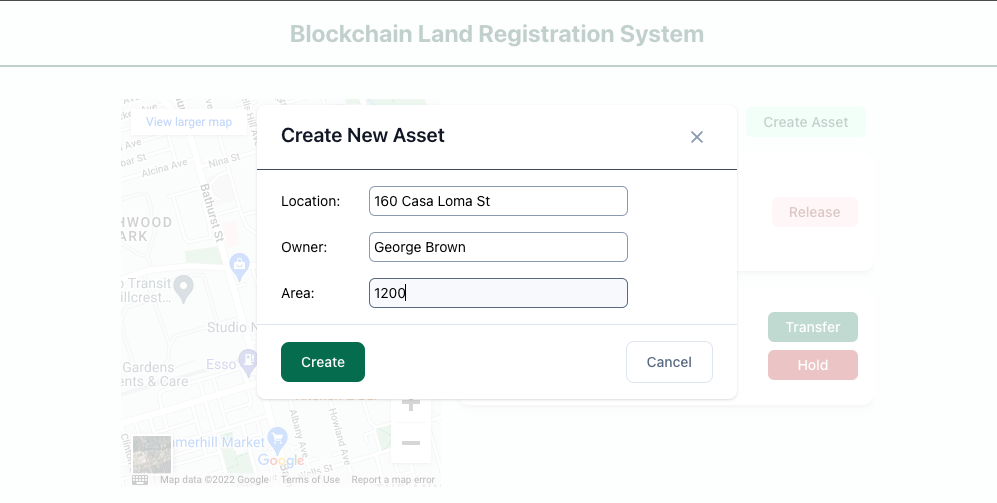 Blockchain Land Registration System
View larger map
Create Asset
Create New Asset
Alcina Ave
Nina St
Location:
160 Casa Loma St
Bathurst St
Release
HWOOD
ARK
Owner:
George Brown
Transit
illcrest...
Area:
1200
Studio
Transfer
Gardens
nts & Care
Esso
Create
Cancel
Hold
Albany Ave
Howland Ave
merhill Market
Google
Map data ©2022 Google
Terms of Use
Report a map error